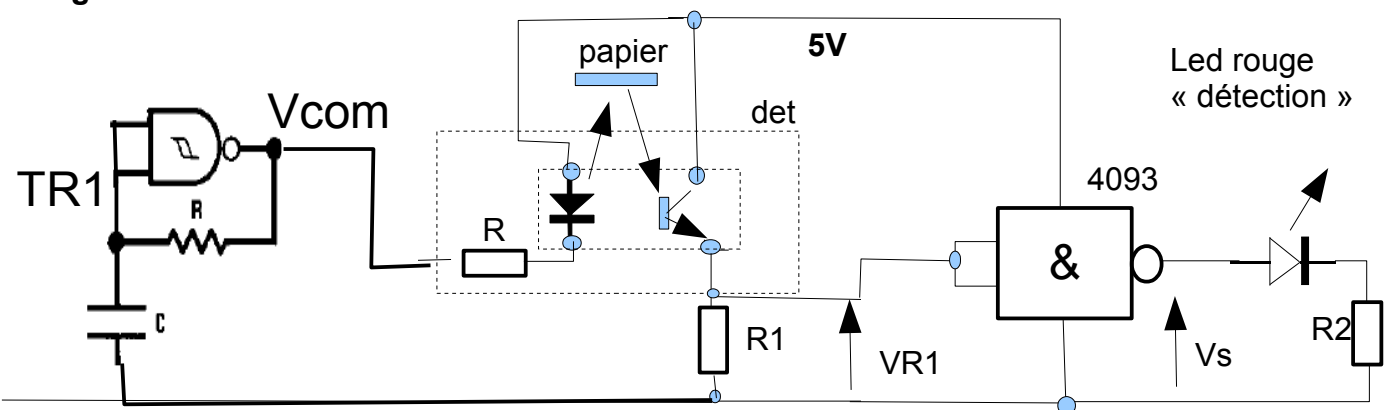 5V
papier
Led rouge
« détection »
Vcom
det
TR1
4093
R
R
&
C
R1
VR1
Vs
R2